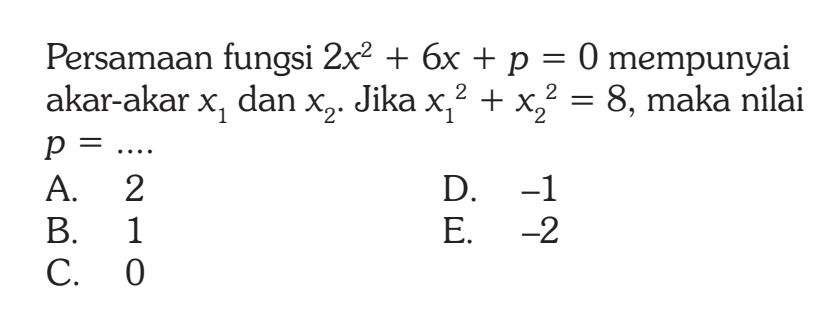 Persamaan fungsi 2x² + 6x + p = 0 mempunyai
akar-akar x₁ dan x₂. Jika x₁² + x₂² = 8, maka nilai
p = ....
A. 2 D. –1
B. 1 E. –2
C. 0